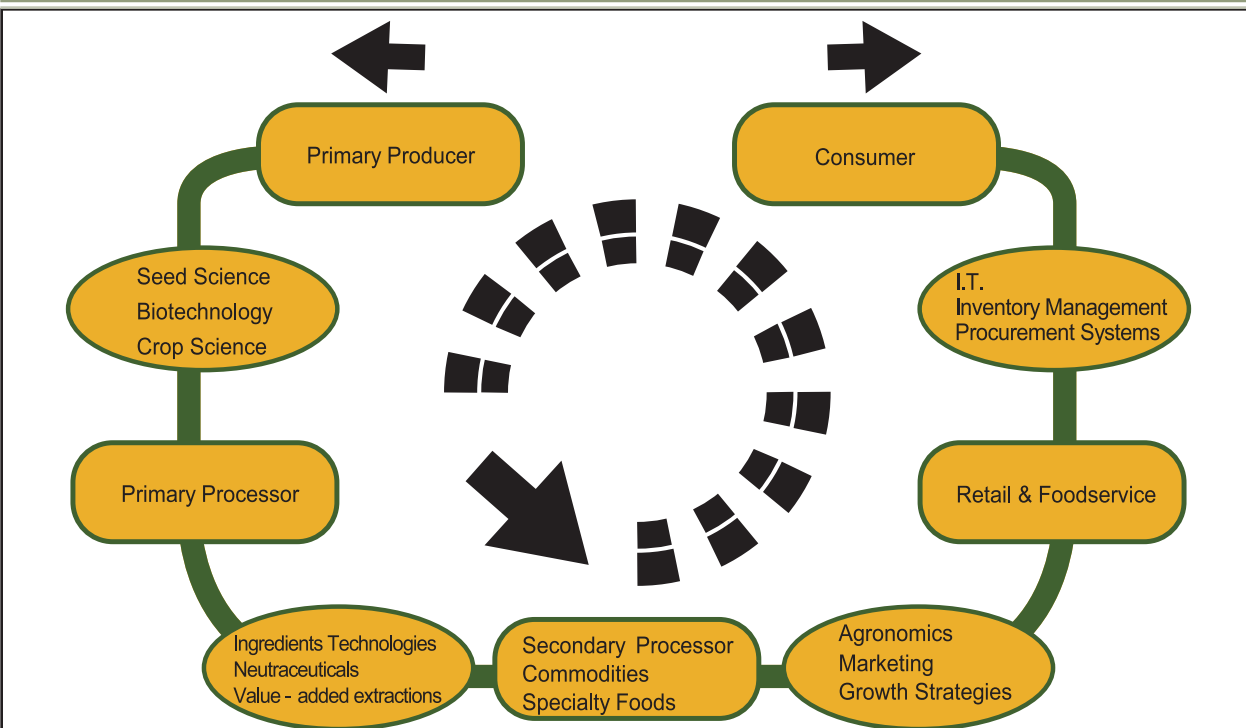 Primary Producer
Consumer
Seed Science
Biotechnology
Crop Science
I.T.
Inventory Management
Procurement Systems
Primary Processor
Retail & Foodservice
Ingredients Technologies
Neutraceuticals
Value - added extractions
Secondary Processor
Commodities
Specialty Foods
Agronomics
Marketing
Growth Strategies